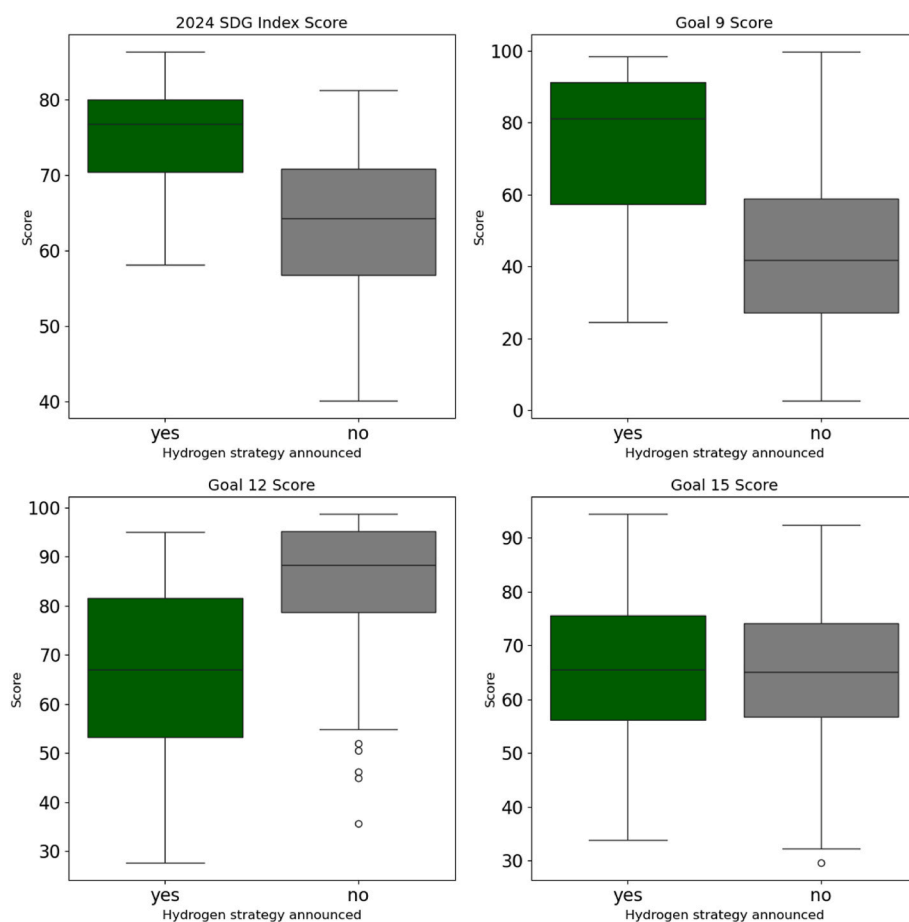 2024 SDG Index Score
Score
80
70
60
50
40
yes
no
Hydrogen strategy announced
Goal 9 Score
Score
100
80
60
40
20
0
yes
no
Hydrogen strategy announced
Goal 12 Score
Score
100
90
80
70
60
50
40
30
yes
no
Hydrogen strategy announced
Goal 15 Score
Score
90
80
70
60
50
40
30
yes
no
Hydrogen strategy announced